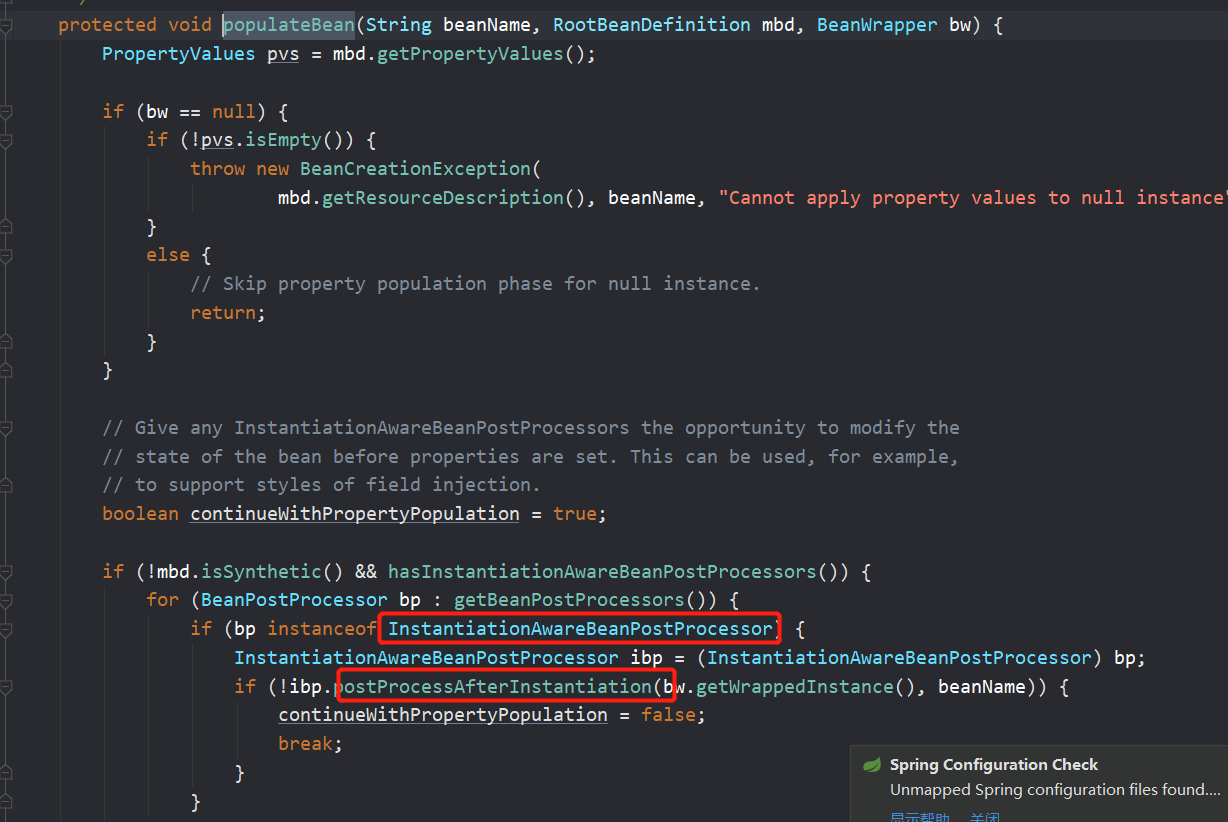 protected void populateBean(String beanName, RootBeanDefinition mbd, BeanWrapper bw) {
PropertyValues pvs = mbd.getPropertyValues();
if (bw == null) {
if (!pvs.isEmpty()) {
throw new BeanCreationException(
mbd.getResourceDescription(), beanName, "Cannot apply property values to null instance"
}
else {
// Skip property population phase for null instance.
return;
}
}
// Give any InstantiationAwareBeanPostProcessors the opportunity to modify the
// state of the bean before properties are set. This can be used, for example,
// to support styles of field injection.
boolean continueWithPropertyPopulation = true;
if (!mbd.isSynthetic() && hasInstantiationAwareBeanPostProcessors()) {
for (BeanPostProcessor bp : getBeanPostProcessors()) {
if (bp instanceof InstantiationAwareBeanPostProcessor) {
InstantiationAwareBeanPostProcessor ibp = (InstantiationAwareBeanPostProcessor) bp;
if (!ibp.postProcessAfterInstantiation(bw.getWrappedInstance(), beanName)) {
continueWithPropertyPopulation = false;
break;
}
}
Spring Configuration Check
Unmapped Spring configuration files found....
显示帮助 关闭